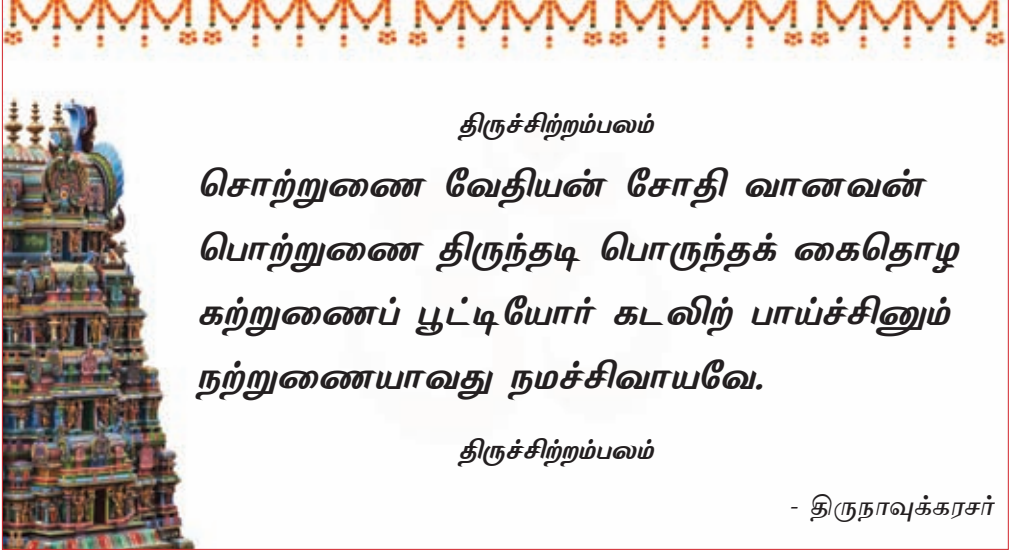 திருச்சிற்றம்பலம்
சொற்றுணை வேதியன் சோதி வானவன்
பொற்றுணை திருந்தடி பொருந்தக் கைதொழ
கற்றுணைப் பூட்டியோர் கடலிற் பாய்ச்சினும்
நற்றுணையாவது நமச்சிவாயவே.
திருச்சிற்றம்பலம்
- திருநாவுக்கரசர்